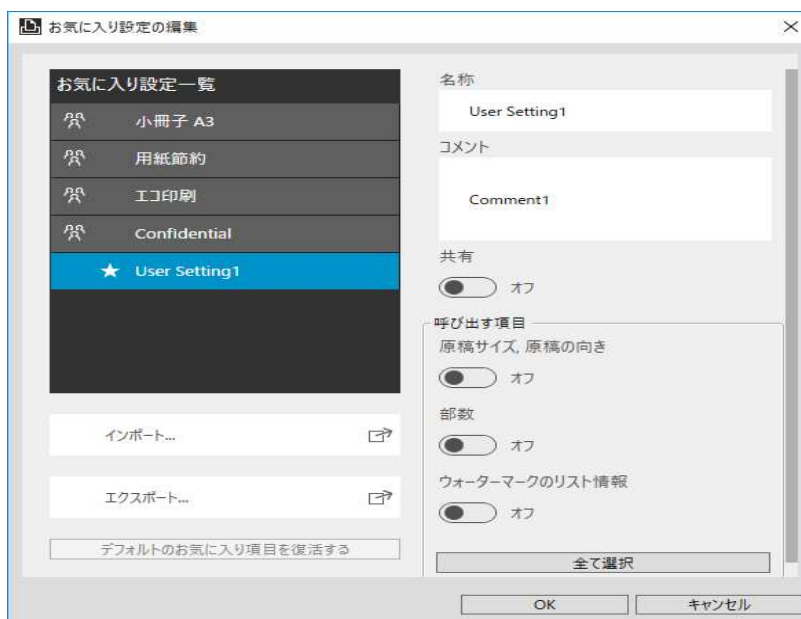 お気に入り設定の編集
お気に入り設定一覧
小冊子 A3
用紙節約
エコ印刷
Confidential
User Setting1
インポート...
エクスポート...
デフォルトのお気に入り項目を復活する
名称
User Setting1
コメント
Comment1
共有
オフ
呼び出す項目
原稿サイズ, 原稿の向き
オフ
部数
オフ
ウォーターマークのリスト情報
オフ
全て選択
OK
キャンセル